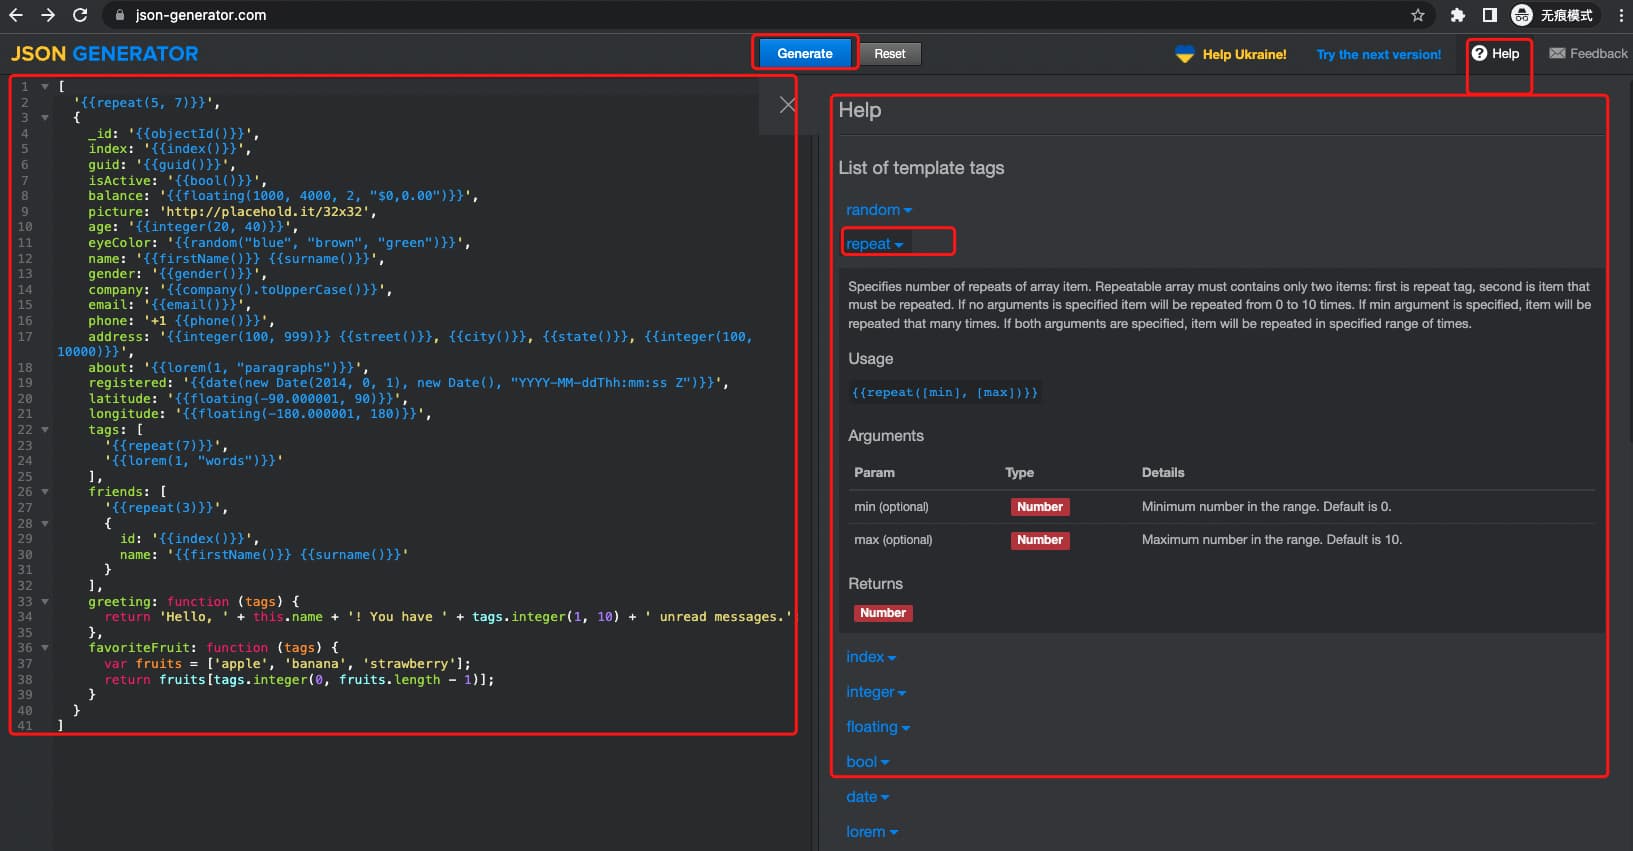 json-generator.com
无痕模式
JSON GENERATOR
Generate
Reset
Help Ukraine!
Try the next version!
Help
Feedback
1 [
2 '{{repeat(5, 7)}}',
3 {
4 _id: '{{objectId()}}',
5 index: '{{index()}}',
6 guid: '{{guid()}}',
7 isActive: '{{bool()}}',
8 balance: '{{floating(1000, 4000, 2, "$0,0.00")}}',
9 picture: 'http://placehold.it/32x32',
10 age: '{{integer(20, 40)}}',
11 eyeColor: '{{random("blue", "brown", "green")}}',
12 name: '{{firstName()}} {{surname()}}',
13 gender: '{{gender()}}',
14 company: '{{company().toUpperCase()}}',
15 email: '{{email()}}',
16 phone: '+1 {{phone()}}',
17 address: '{{integer(100, 999)}} {{street()}}, {{city()}}, {{state()}}, {{integer(100,
10000)}}',
18 about: '{{lorem(1, "paragraphs")}}',
19 registered: '{{date(new Date(2014, 0, 1), new Date(), "YYYY-MM-ddThh:mm:ss Z")}}',
20 latitude: '{{floating(-90.000001, 90)}}',
21 longitude: '{{floating(-180.000001, 180)}}',
22 tags: [
23 '{{repeat(7)}}',
24 '{{lorem(1, "words")}}'
25 ],
26 friends: [
27 '{{repeat(3)}}',
28 {
29 id: '{{index()}}',
30 name: '{{firstName()}} {{surname()}}'
31 }
32 ],
33 greeting: function (tags) {
34 return 'Hello, ' + this.name + '! You have ' + tags.integer(1, 10) + ' unread messages.'
35 },
36 favoriteFruit: function (tags) {
37 var fruits = ['apple', 'banana', 'strawberry'];
38 return fruits[tags.integer(0, fruits.length - 1)];
39 }
40 }
41 ]
Help
List of template tags
random
repeat
Specifies number of repeats of array item. Repeatable array must contains only two items: first is repeat tag, second is item that
must be repeated. If no arguments is specified item will be repeated from 0 to 10 times. If min argument is specified, item will be
repeated that many times. If both arguments are specified, item will be repeated in specified range of times.
Usage
{{repeat([min], [max])}}
Arguments
Param Type Details
min (optional) Number Minimum number in the range. Default is 0.
max (optional) Number Maximum number in the range. Default is 10.
Returns
Number
index
integer
floating
bool
date
lorem